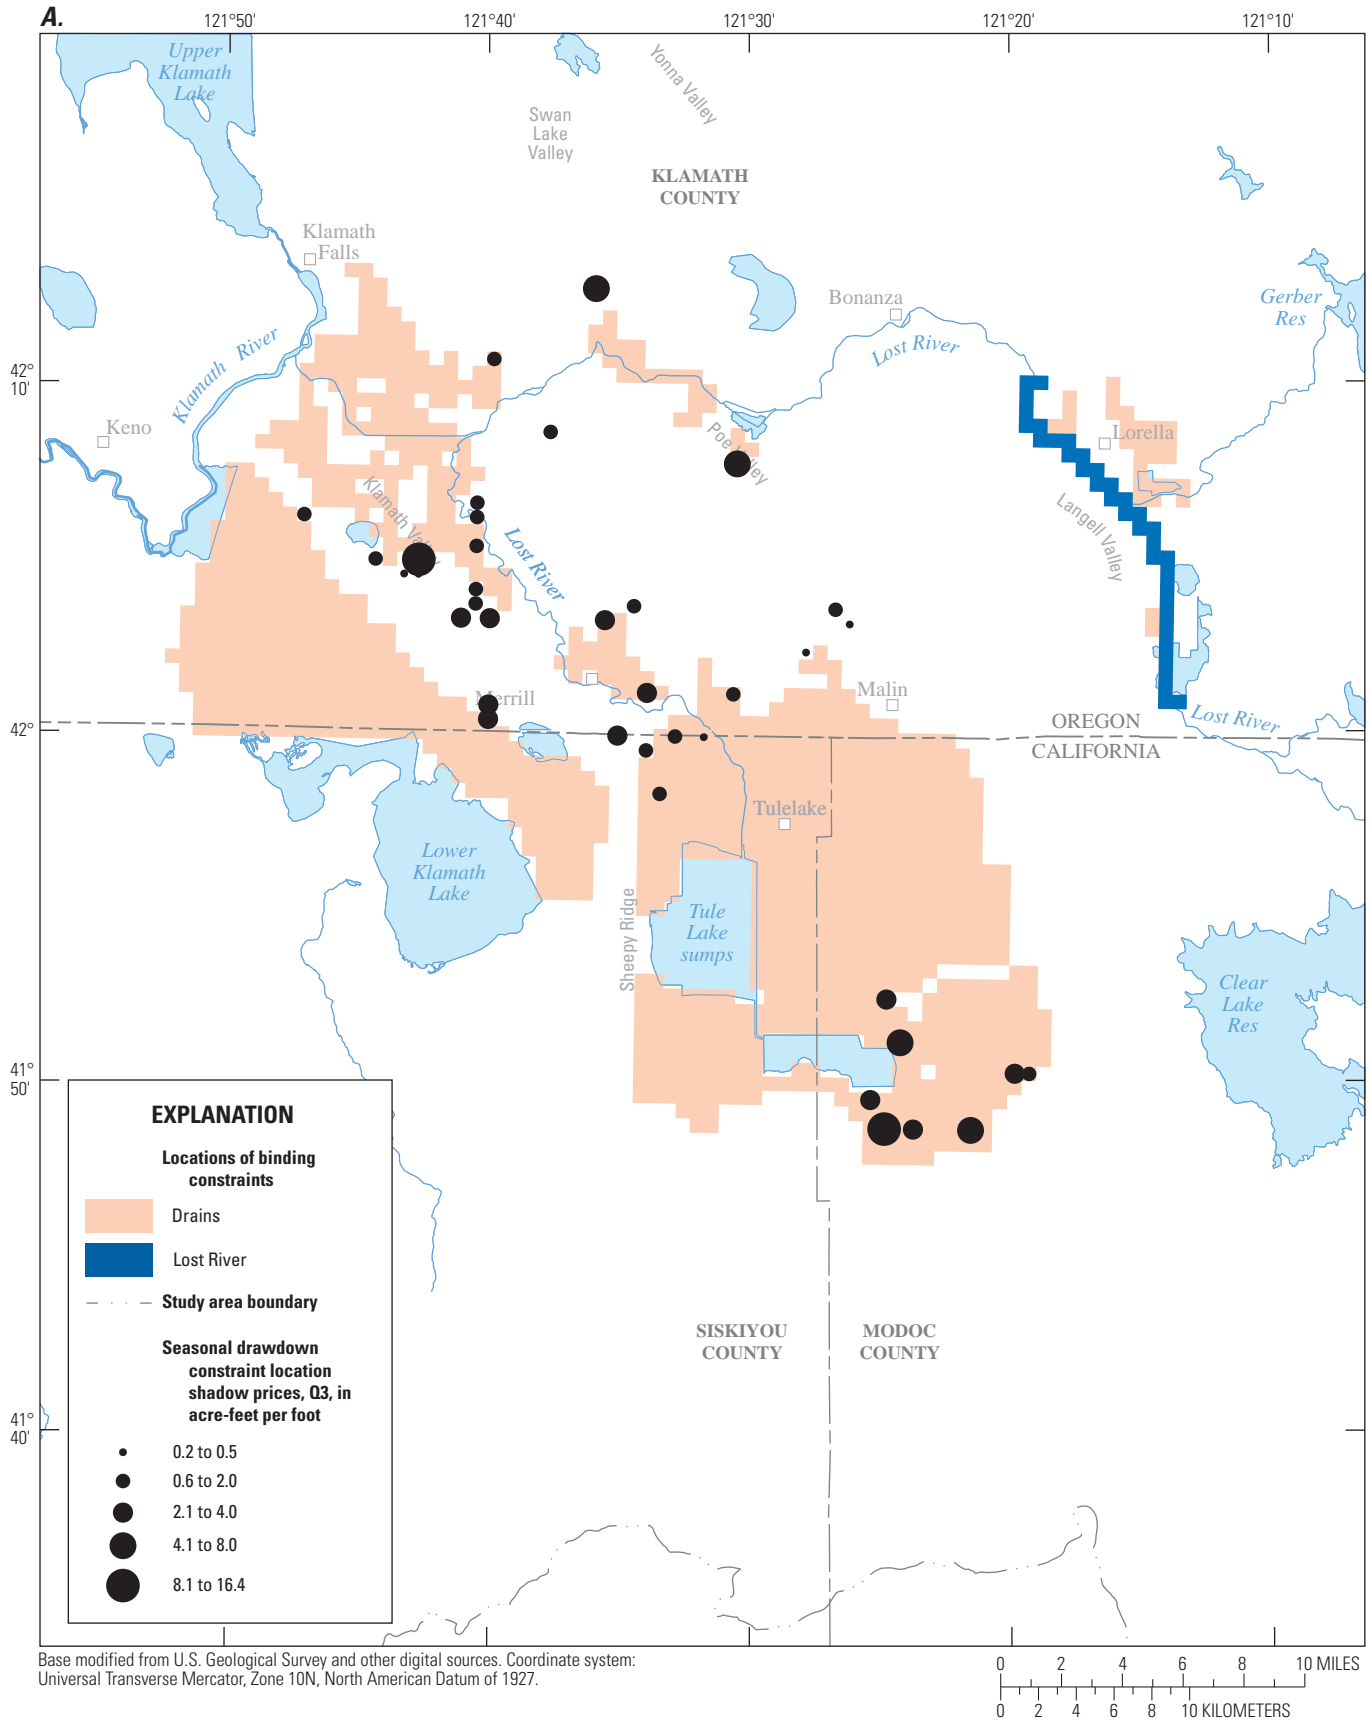 A.
121°50'
121°40'
121°30'
121°20'
121°10'
Upper
Klamath
Lake
Yonna Valley
Swan
Lake
Valley
KLAMATH
COUNTY
Klamath
Falls
Bonanza
Gerber
Res
Klamath River
Lost River
42°
10'
Keno
Poe Valley
Lorella
Klamath Valley
Langell Valley
Lost River
Merrill
Malin
Lost River
42°
OREGON
CALIFORNIA
Tulelake
Lower
Klamath
Lake
Sheepy Ridge
Tule
Lake
sumps
Clear
Lake
Res
41°
50'
EXPLANATION
Locations of binding
constraints
Drains
Lost River
Study area boundary
Seasonal drawdown
constraint location
shadow prices, Q3, in
acre-feet per foot
0.2 to 0.5
0.6 to 2.0
2.1 to 4.0
4.1 to 8.0
8.1 to 16.4
SISKIYOU
COUNTY
MODOC
COUNTY
41°
40'
Base modified from U.S. Geological Survey and other digital sources. Coordinate system:
Universal Transverse Mercator, Zone 10N, North American Datum of 1927.
0 2 4 6 8 10 MILES
0 2 4 6 8 10 KILOMETERS